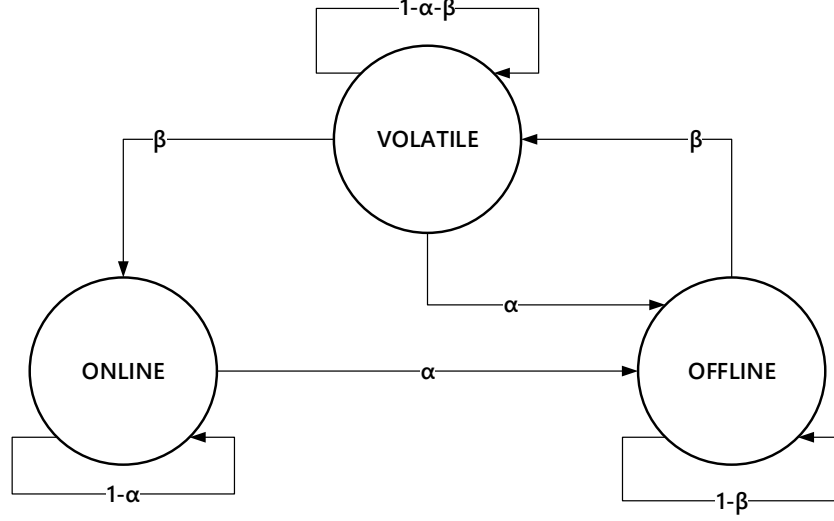 1-α-β
β
VOLATILE
β
α
ONLINE
α
OFFLINE
1-α
1-β